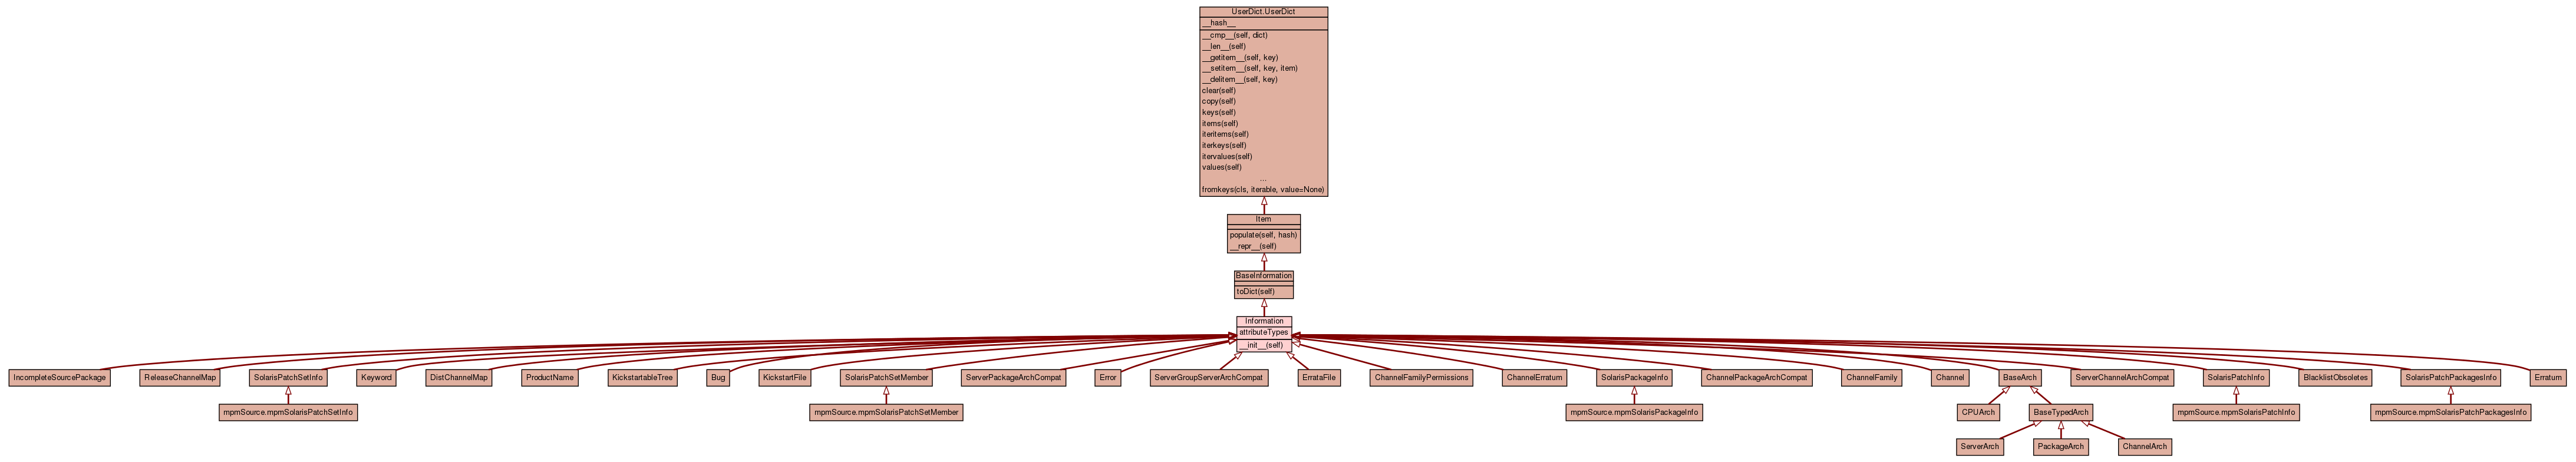 UserDict.UserDict
__hash__
__cmp__(self, dict)
__len__(self)
__getitem__(self, key)
__setitem__(self, key, item)
__delitem__(self, key)
clear(self)
copy(self)
keys(self)
items(self)
iteritems(self)
iterkeys(self)
itervalues(self)
values(self)
...
fromkeys(cls, iterable, value=None)
Item
populate(self, hash)
__repr__(self)
BaseInformation
toDict(self)
Information
attributeTypes
__init__(self)
IncompleteSourcePackage
ReleaseChannelMap
SolarisPatchSetInfo
Keyword
DistChannelMap
ProductName
KickstartableTree
Bug
KickstartFile
SolarisPatchSetMember
ServerPackageArchCompat
Error
ServerGroupServerArchCompat
ErrataFile
ChannelFamilyPermissions
ChannelErratum
SolarisPackageInfo
ChannelPackageArchCompat
ChannelFamily
Channel
BaseArch
ServerChannelArchCompat
SolarisPatchInfo
BlacklistObsoletes
SolarisPatchPackagesInfo
Erratum
mpmSource.mpmSolarisPatchSetInfo
mpmSource.mpmSolarisPatchSetMember
mpmSource.mpmSolarisPackageInfo
CPUArch
BaseTypedArch
mpmSource.mpmSolarisPatchInfo
mpmSource.mpmSolarisPatchPackagesInfo
ServerArch
PackageArch
ChannelArch